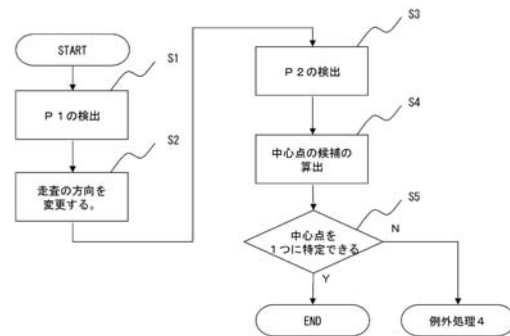 START
S1
P1の検出
S2
走査の方向を
変更する。
S3
P2の検出
S4
中心点の候補の
算出
S5
中心点を
1つに特定できる
N
Y
END
例外処理4